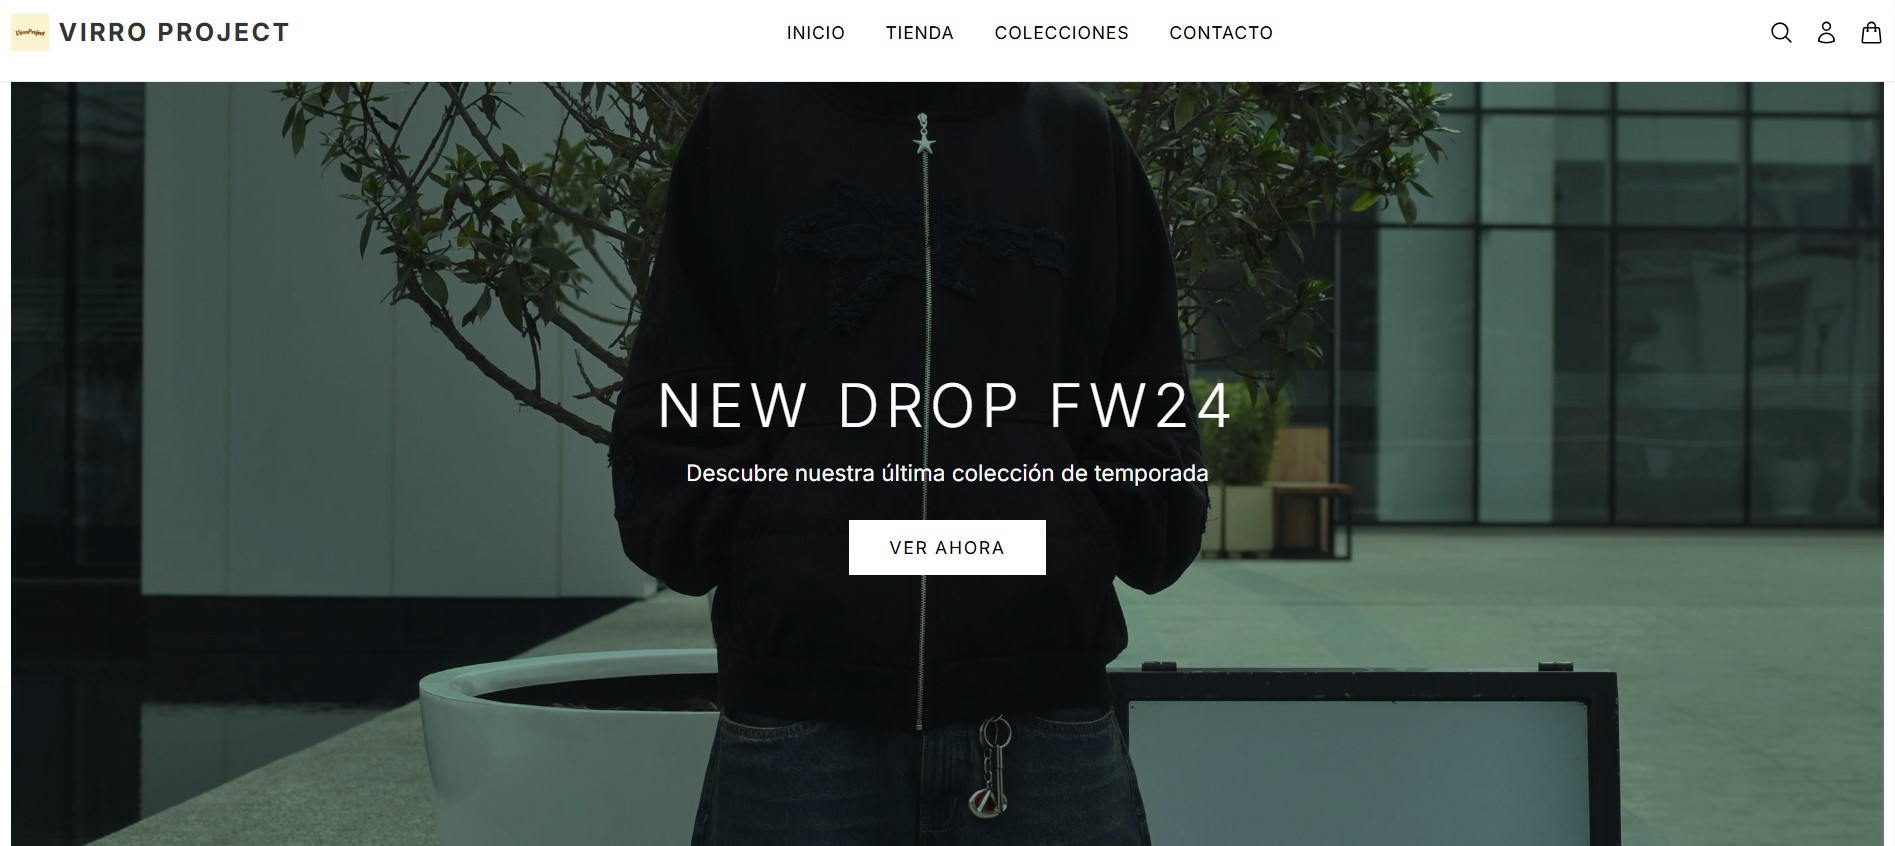 VirroProject VIRRO PROJECT
INICIO TIENDA COLECCIONES CONTACTO
NEW DROP FW24
Descubre nuestra última colección de temporada
VER AHORA